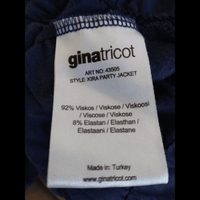 ginatricot
ART NO: 43505
STYLE: KIRA PARTY JACKET
92% Viskos / Viskose / Viskoosi
/ Viscose / Viskose
8% Elastan / Elasthan /
Elastaani / Elastane
Made in: Turkey
www.ginatricot.com